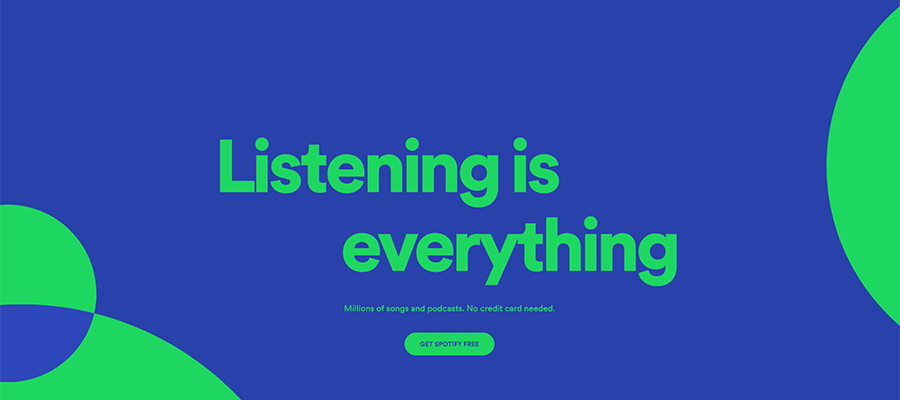 Listening is
everything
Millions of songs and podcasts. No credit card needed.
GET SPOTIFY FREE